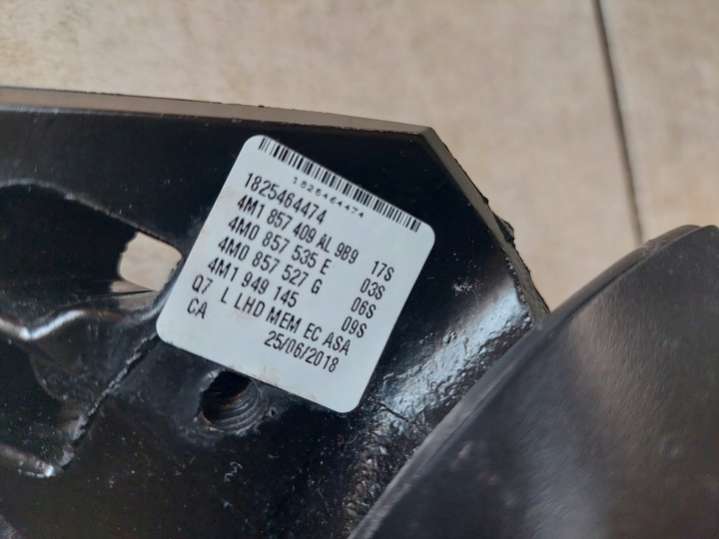 1825464474
1825464474
4M1 857 409 AL 9B9 17S
4M0 857 535 E 03S
4M0 857 527 G 06S
4M1 949 145 09S
Q7 L LHD MEM EC ASA
CA 25/06/2018